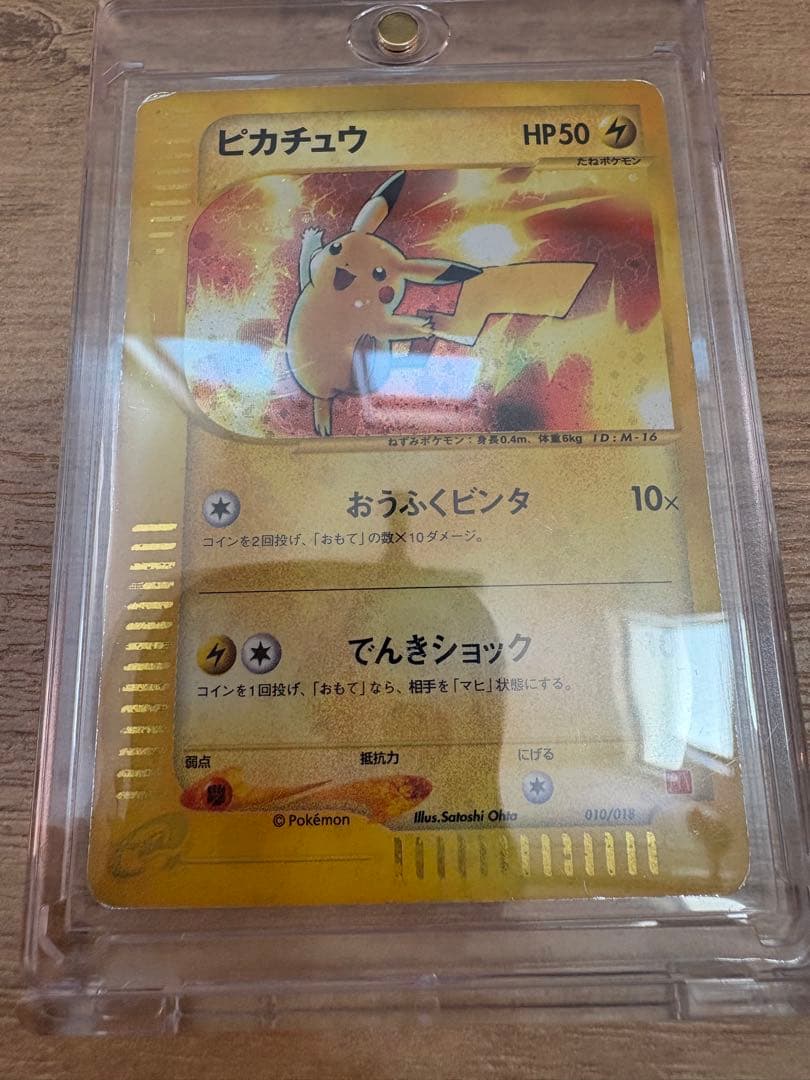 ピカチュウ
HP50
たねポケモン
ねずみポケモン：身長0.4m、体重6kg ID：M-16
おうふくビンタ 10×
コインを2回投げ、「おもて」の数×10ダメージ。
でんきショック
コインを1回投げ、「おもて」なら、相手を「マヒ」状態にする。
弱点 抵抗力 にげる
©Pokémon Illus.Satoshi Ohta 010/018